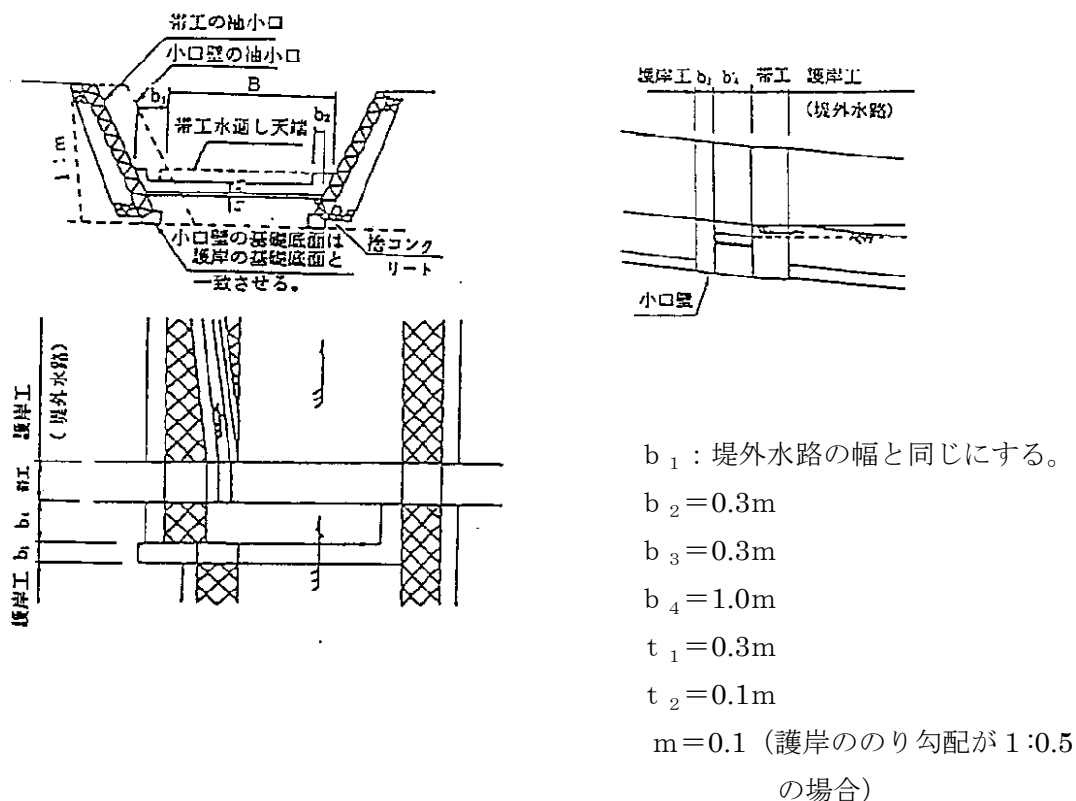 帯工の袖小口
小口壁の袖小口
b₁
B
b₂
帯工水通し天端
1:m
小口壁の基礎底面は
護岸の基礎底面と
一致させる。
捨コンク
リート
護岸工 b₃ b₄ 帯工 護岸工
(堤外水路)
小口壁
護岸工 b₃ b₄ 帯工 護岸工
(堤外水路)
b₁：堤外水路の幅と同じにする。
b₂＝0.3m
b₃＝0.3m
b₄＝1.0m
t₁＝0.3m
t₂＝0.1m
m＝0.1（護岸ののり勾配が1:0.5
の場合）